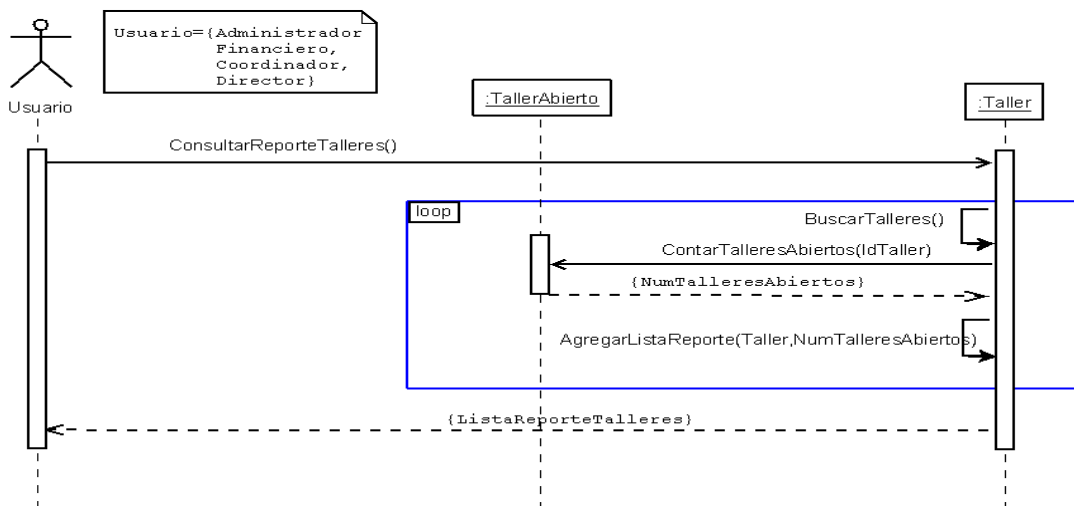 Usuario={Administrador
Financiero,
Coordinador,
Director}
Usuario
:TallerAbierto
:Taller
ConsultarReporteTalleres()
loop
BuscarTalleres()
ContarTalleresAbiertos(IdTaller)
{NumTalleresAbiertos}
AgregarListaReporte(Taller,NumTalleresAbiertos)
{ListaReporteTalleres}